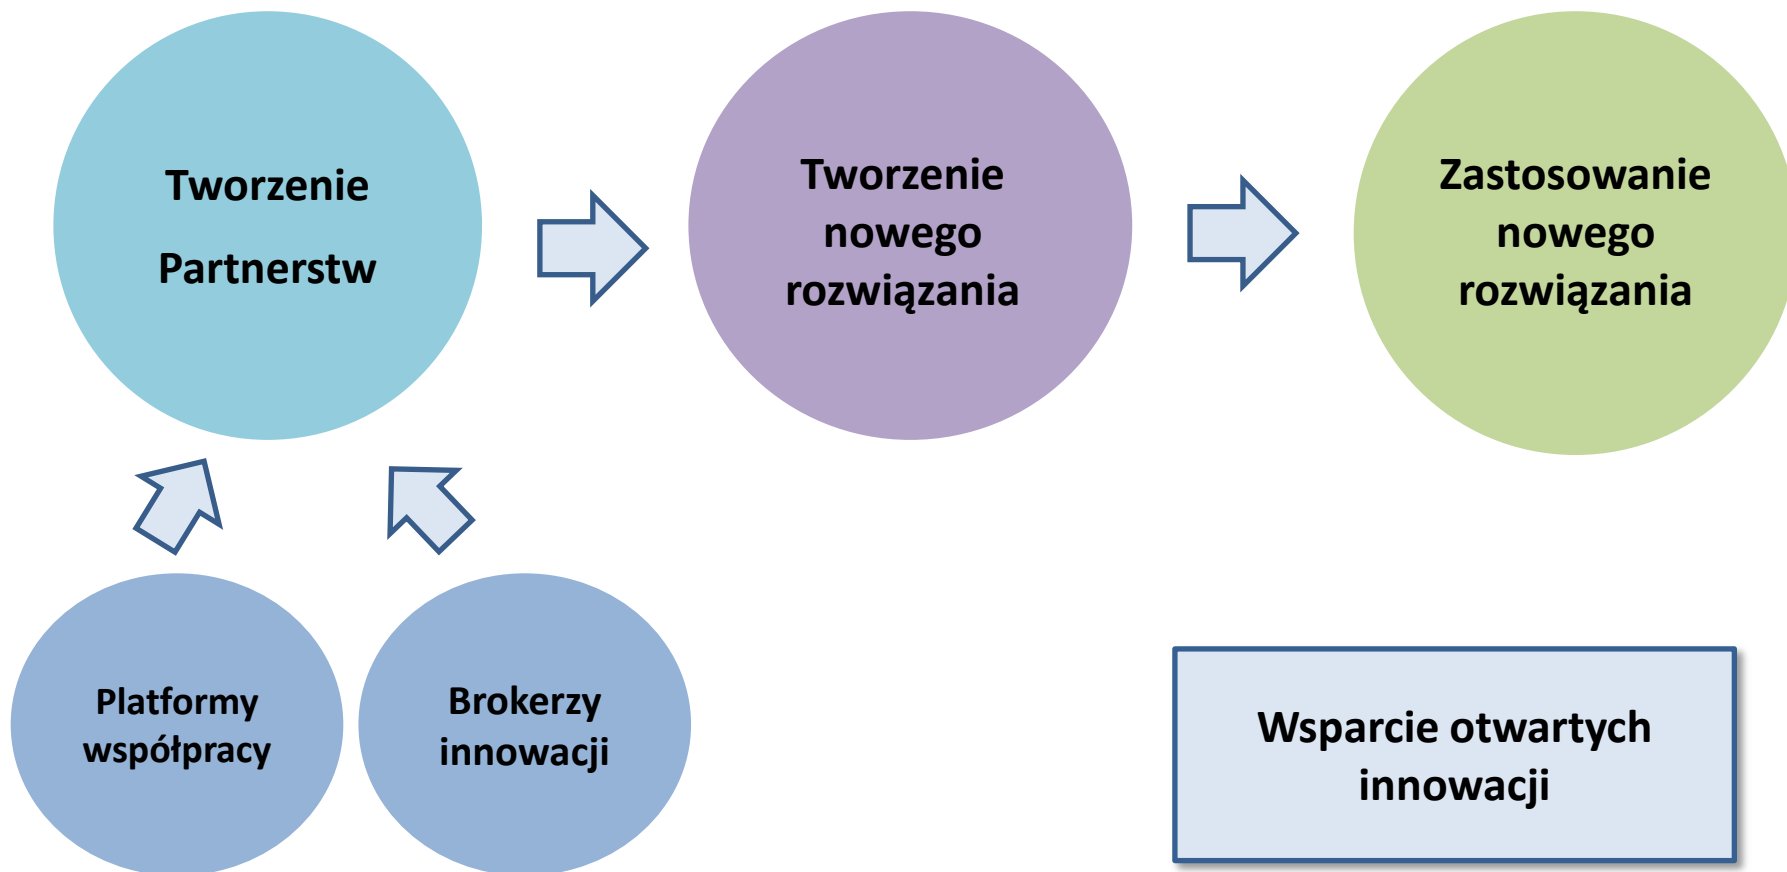 Tworzenie
Partnerstw
Tworzenie
nowego
rozwiązania
Zastosowanie
nowego
rozwiązania
Platformy
współpracy
Brokerzy
innowacji
Wsparcie otwartych
innowacji